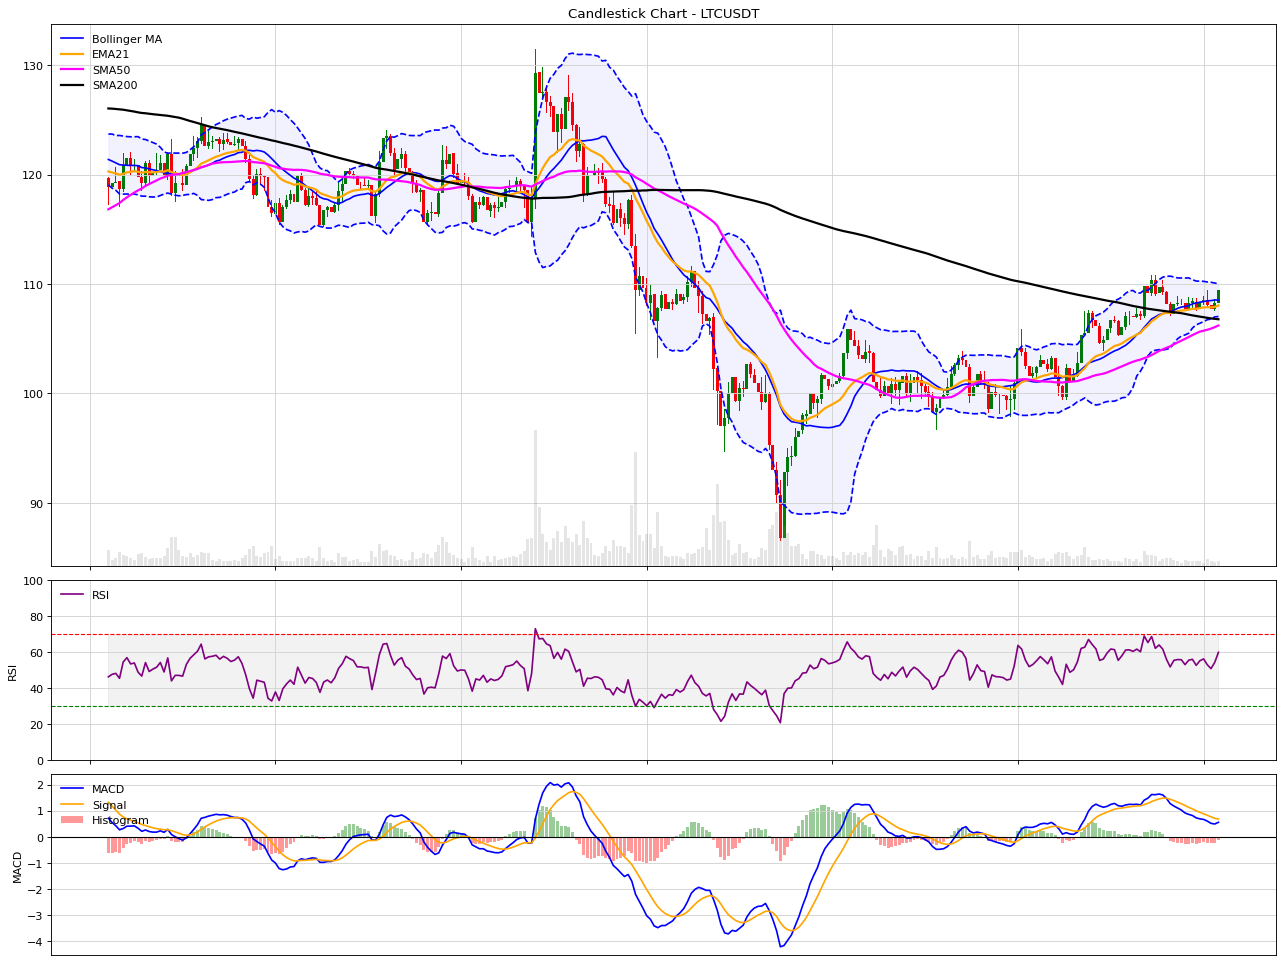 Candlestick Chart - LTCUSDT
Bollinger MA
EMA21
SMA50
SMA200
130
120
110
100
90
RSI
100
80
60
40
20
0
RSI
MACD
Signal
Histogram
2
1
0
−1
−2
−3
−4
MACD